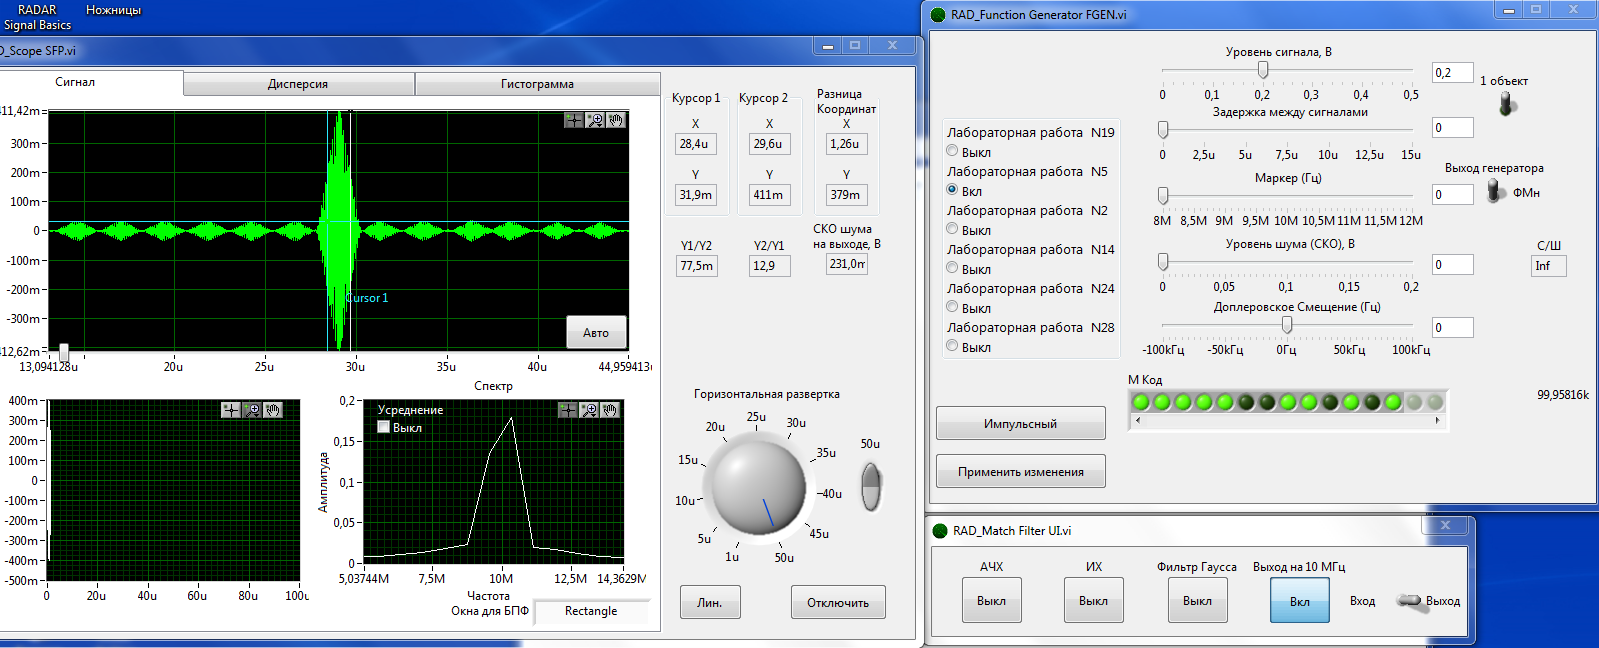 RADAR
Signal Basics
Ножницы
D_Scope SFP.vi
Сигнал
Дисперсия
Гистограмма
411,42m
300m
200m
100m
0
-100m
-200m
-300m
412,62m
Cursor 1
Авто
13,094128u
20u
25u
30u
35u
40u
44,959413u
Курсор 1
Курсор 2
Разница
Координат
X
X
X
28,4u
29,6u
1,26u
Y
Y
Y
31,9m
411m
379m
Y1/Y2
Y2/Y1
СКО шума
на выходе, В
77,5m
12,9
231,0m
Спектр
400m
300m
200m
100m
0
-100m
-200m
-300m
-400m
-500m
0
20u
40u
60u
80u
100u
Усреднение
Выкл
Амплитуда
0,2
0,15
0,1
0,05
0
5,03744M
7,5M
10M
12,5M
14,3629M
Частота
Окна для БПФ
Rectangle
Горизонтальная развертка
1u
5u
10u
15u
20u
25u
30u
35u
40u
45u
50u
50u
Лин.
Отключить
RAD_Function Generator FGEN.vi
Лабораторная работа N19
Выкл
Лабораторная работа N5
Вкл
Лабораторная работа N2
Выкл
Лабораторная работа N14
Выкл
Лабораторная работа N24
Выкл
Лабораторная работа N28
Выкл
Импульсный
Применить изменения
Уровень сигнала, В
0,2
0
0,1
0,2
0,3
0,4
0,5
1 объект
Задержка между сигналами
0
0
2,5u
5u
7,5u
10u
12,5u
15u
Маркер (Гц)
0
8M
8,5M
9M
9,5M
10M
10,5M
11M
11,5M
12M
Выход генератора
ФМн
Уровень шума (СКО), В
0
0
0,05
0,1
0,15
0,2
С/Ш
Inf
Доплеровское Смещение (Гц)
0
-100кГц
-50кГц
0Гц
50кГц
100кГц
М Код
99,95816k
RAD_Match Filter UI.vi
АЧХ
ИХ
Фильтр Гаусса
Выход на 10 МГц
Выкл
Выкл
Выкл
Вкл
Вход
Выход